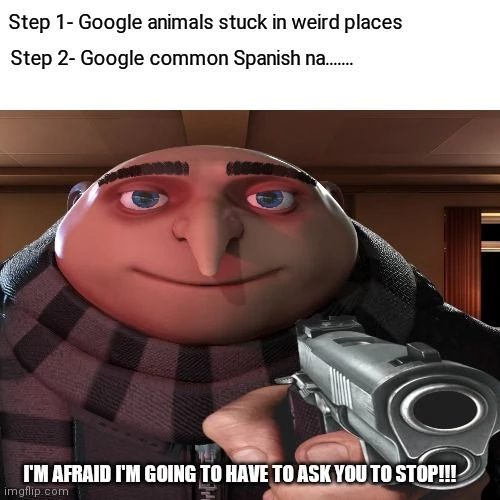 Step 1- Google animals stuck in weird places
Step 2- Google common Spanish na.......
I'M AFRAID I'M GOING TO HAVE TO ASK YOU TO STOP!!!
imgflip.com